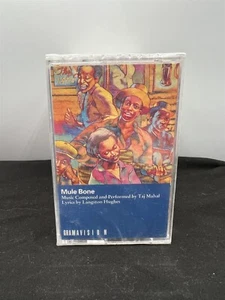 Mule Bone
Music Composed and Performed by Taj Mahal
Lyrics by Langston Hughes
GRAMAVISION